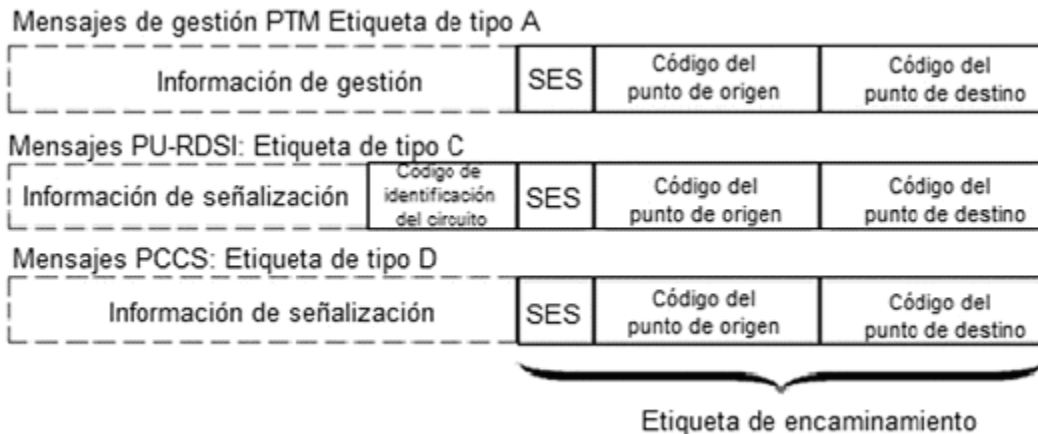 Mensajes de gestión PTM Etiqueta de tipo A
Información de gestión
SES
Código del
punto de origen
Código del
punto de destino
Mensajes PU-RDSI: Etiqueta de tipo C
Información de señalización
Código de
identificación
del circuito
SES
Código del
punto de origen
Código del
punto de destino
Mensajes PCCS: Etiqueta de tipo D
Información de señalización
SES
Código del
punto de origen
Código del
punto de destino
Etiqueta de encaminamiento